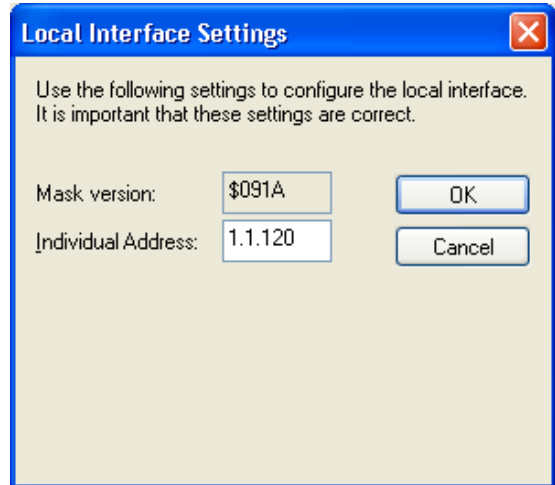 Local Interface Settings
Use the following settings to configure the local interface.
It is important that these settings are correct.
Mask version: $091A OK
Individual Address: 1.1.120 Cancel